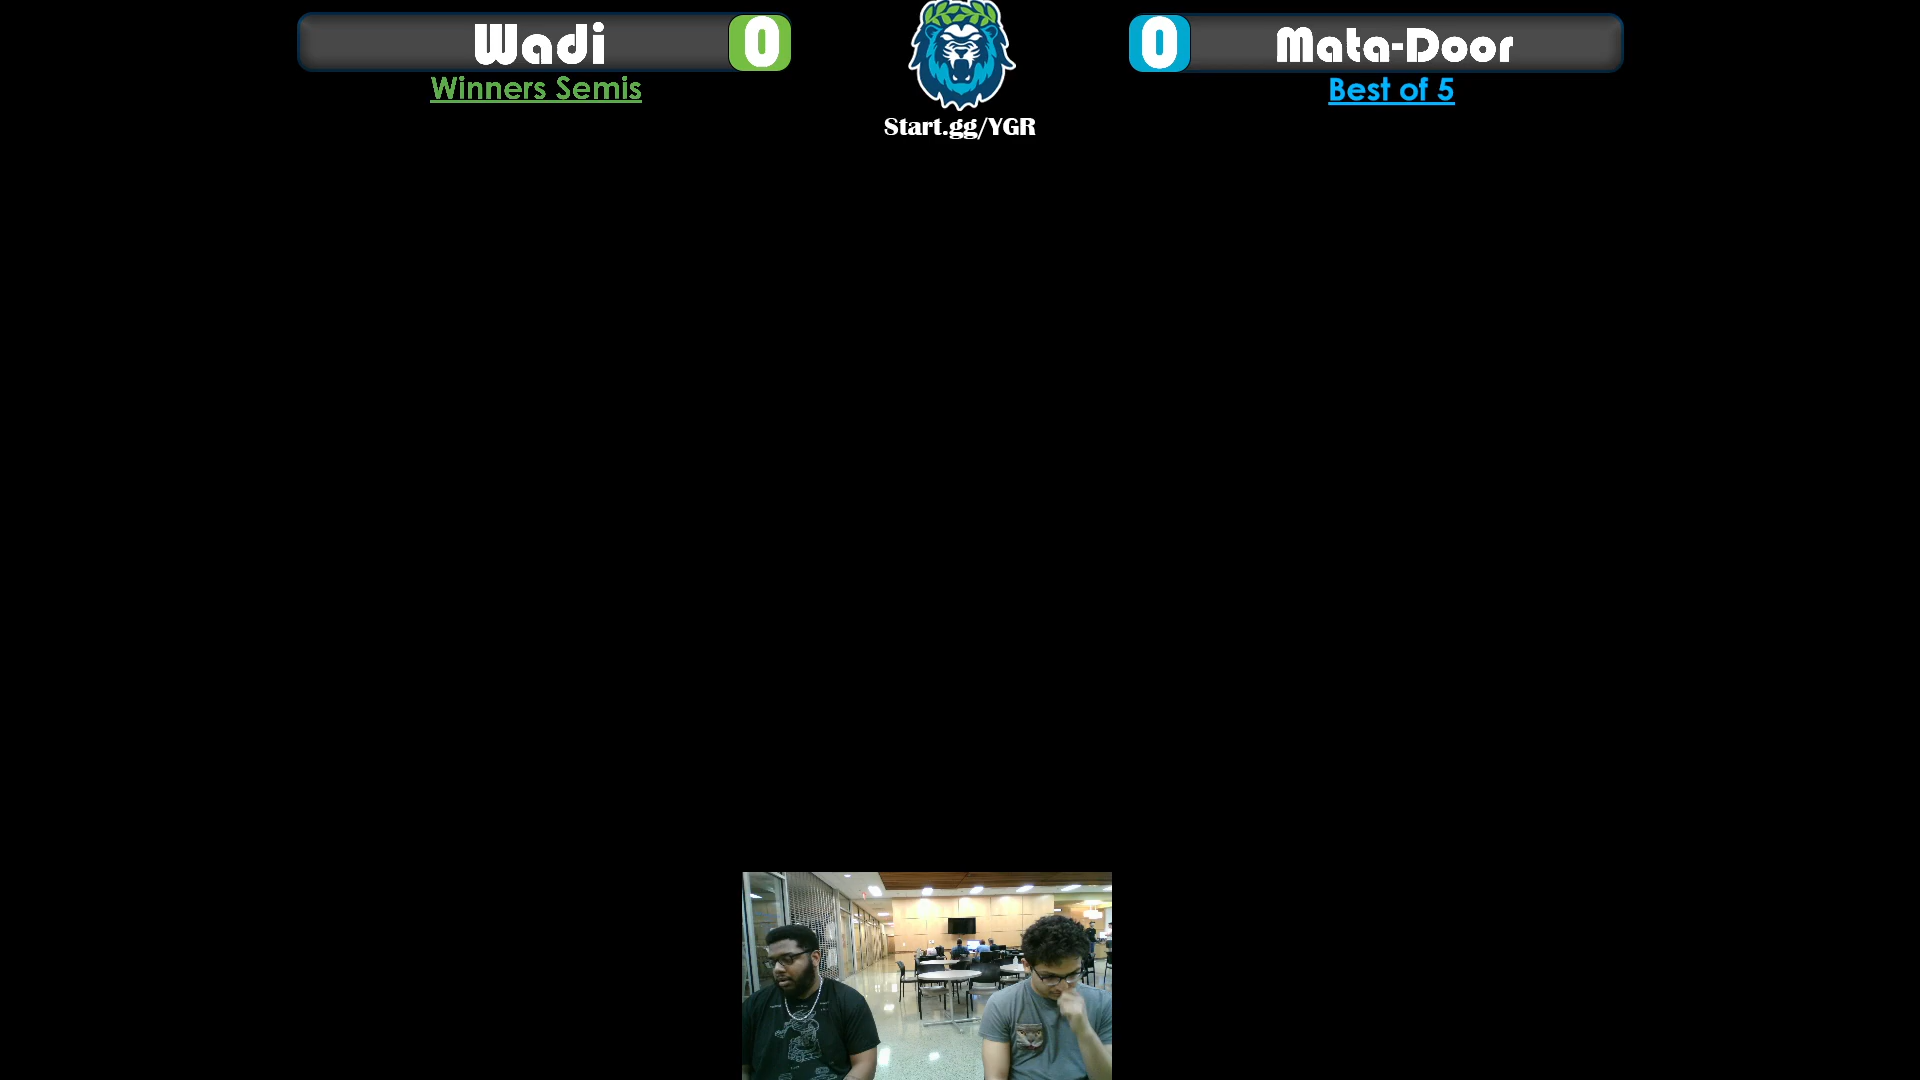 Wadi 0
0 Mata-Door
Winners Semis
Best of 5
Start.gg/YGR